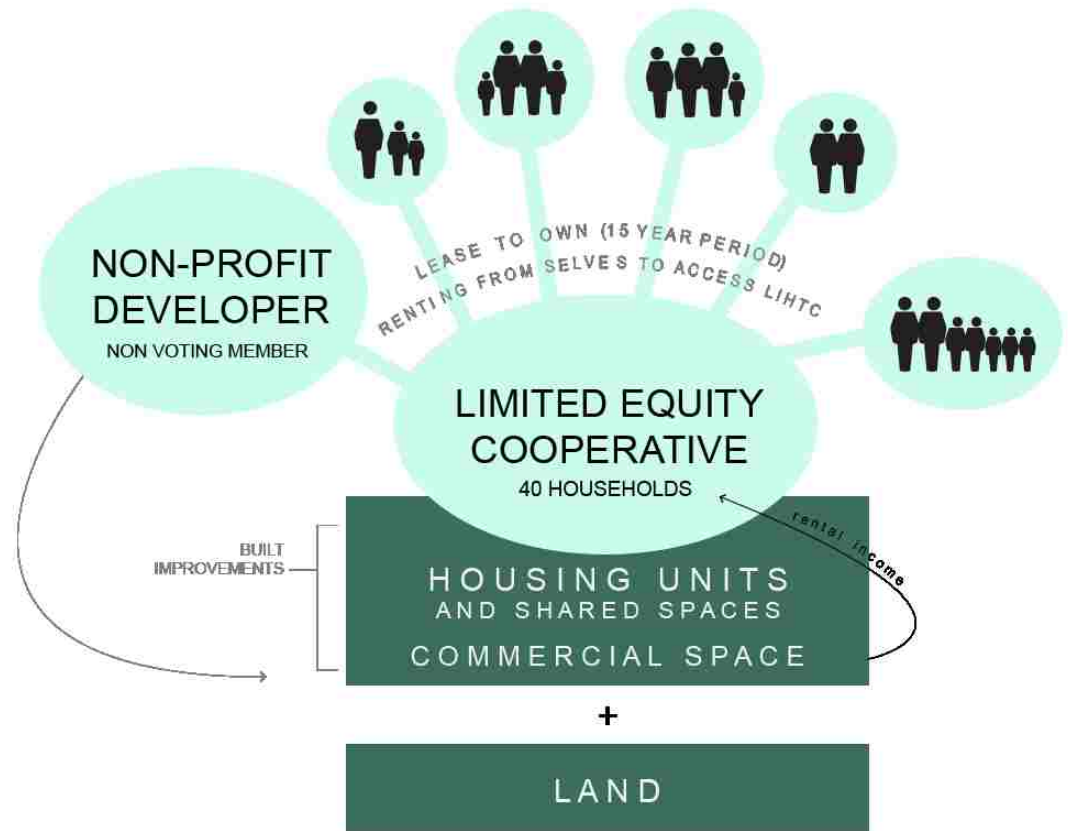 LEASE TO OWN (15 YEAR PERIOD)
RENTING FROM SELVES TO ACCESS LIHTC
NON-PROFIT
DEVELOPER
NON VOTING MEMBER
LIMITED EQUITY
COOPERATIVE
40 HOUSEHOLDS
rental income
BUILT
IMPROVEMENTS
HOUSING UNITS
AND SHARED SPACES
COMMERCIAL SPACE
+
LAND